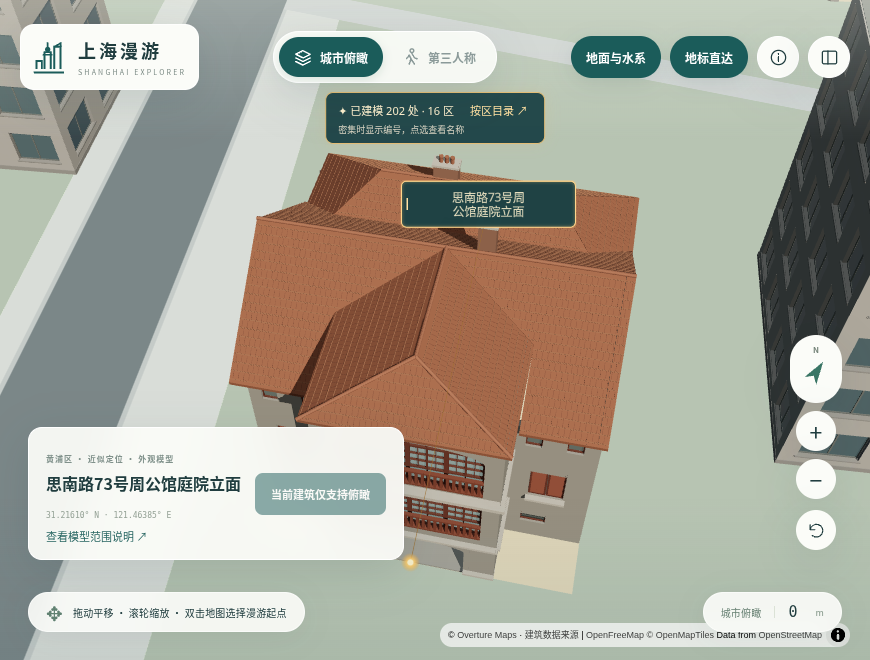 上海漫游
SHANGHAI EXPLORER
城市俯瞰
第三人称
地面与水系
地标直达
✦ 已建模 202 处 · 16 区 按区目录 ↗
密集时显示编号，点选查看名称
思南路73号周
公馆庭院立面
N
黄浦区 • 近似定位 • 外观模型
思南路73号周公馆庭院立面
当前建筑仅支持俯瞰
31.21610° N · 121.46385° E
查看模型范围说明 ↗
+
−
拖动平移 • 滚轮缩放 • 双击地图选择漫游起点
城市俯瞰 0 m
© Overture Maps · 建筑数据来源 | OpenFreeMap © OpenMapTiles Data from OpenStreetMap